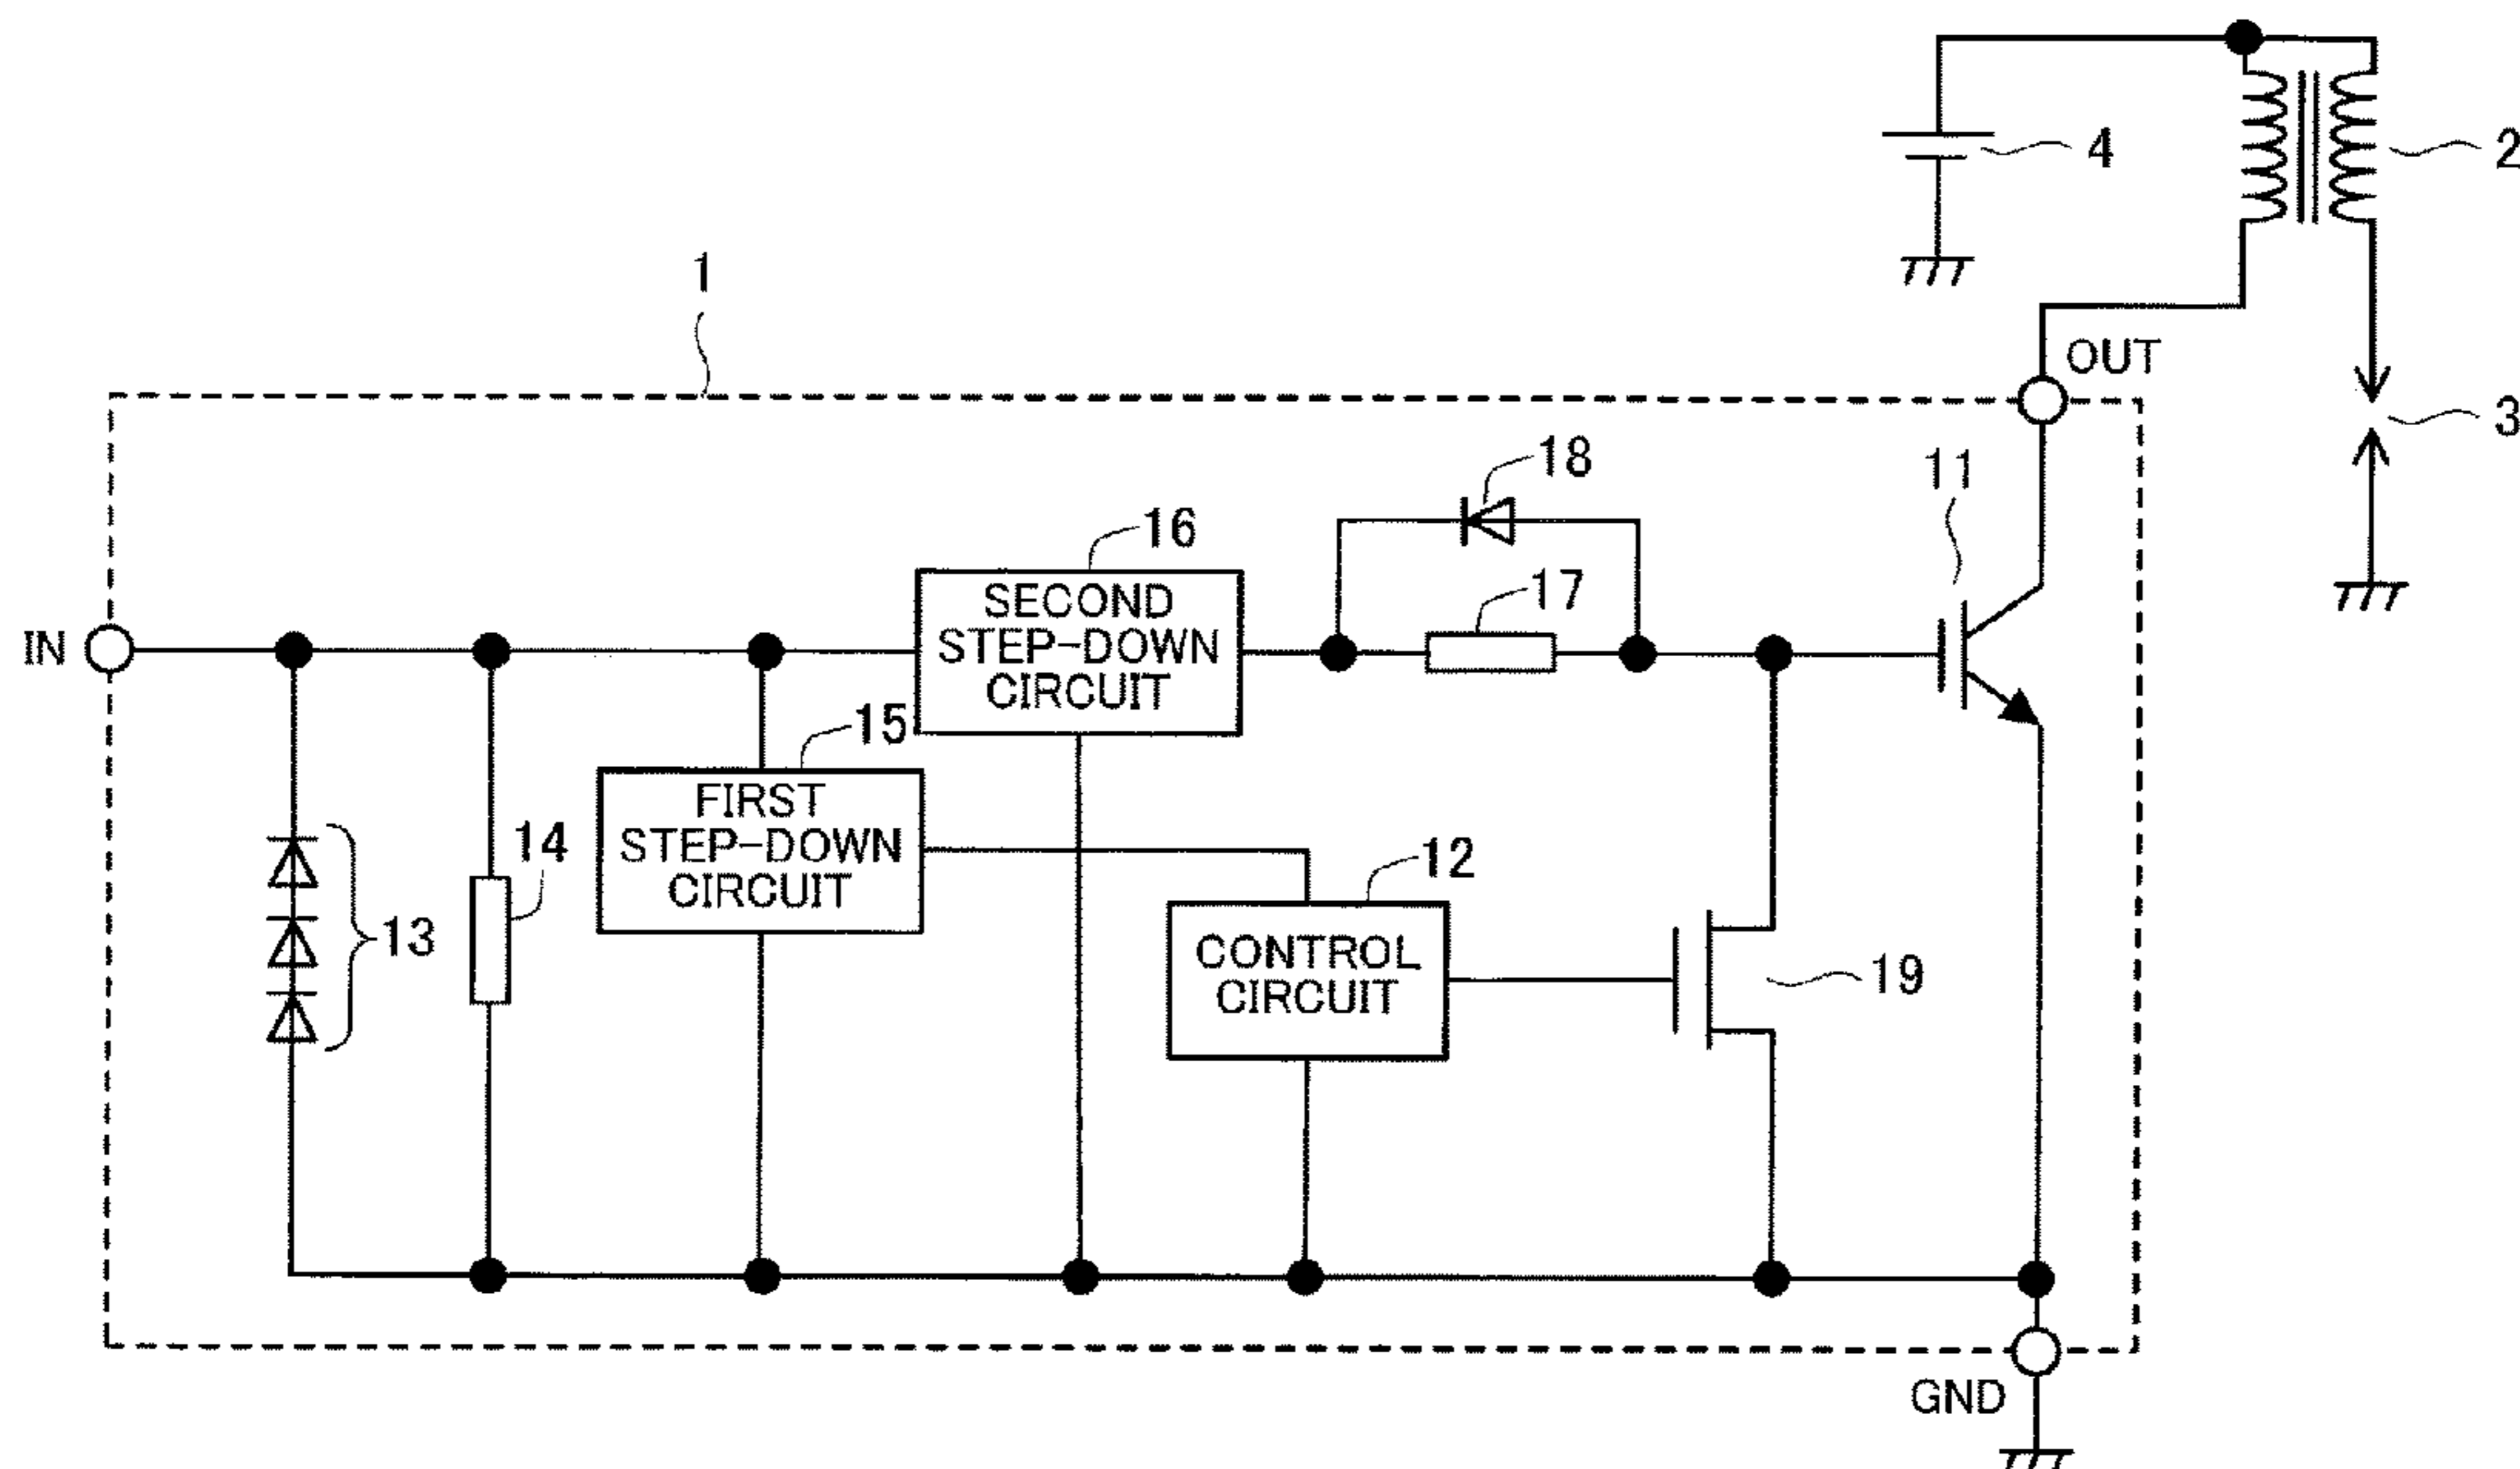 4
2
1
OUT
3
18
11
16
SECOND
STEP-DOWN
CIRCUIT
17
IN
15
FIRST
STEP-DOWN
CIRCUIT
14
12
13
CONTROL
CIRCUIT
19
GND